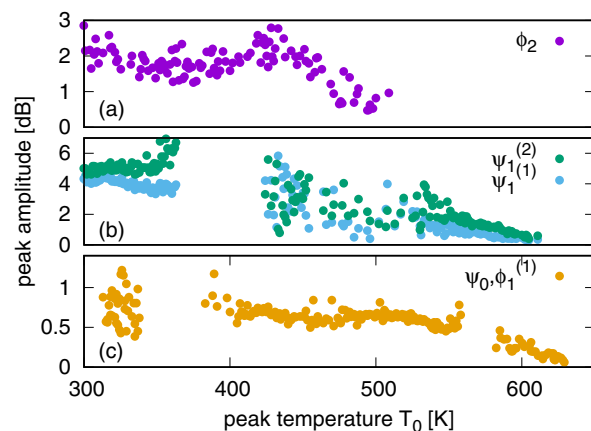 3
2
1
0
ϕ2
(a)
6
4
2
0
ψ1(2)
ψ1(1)
(b)
1
0.5
0
ψ0,ϕ1(1)
(c)
300 400 500 600
peak amplitude [dB]
peak temperature T0 [K]